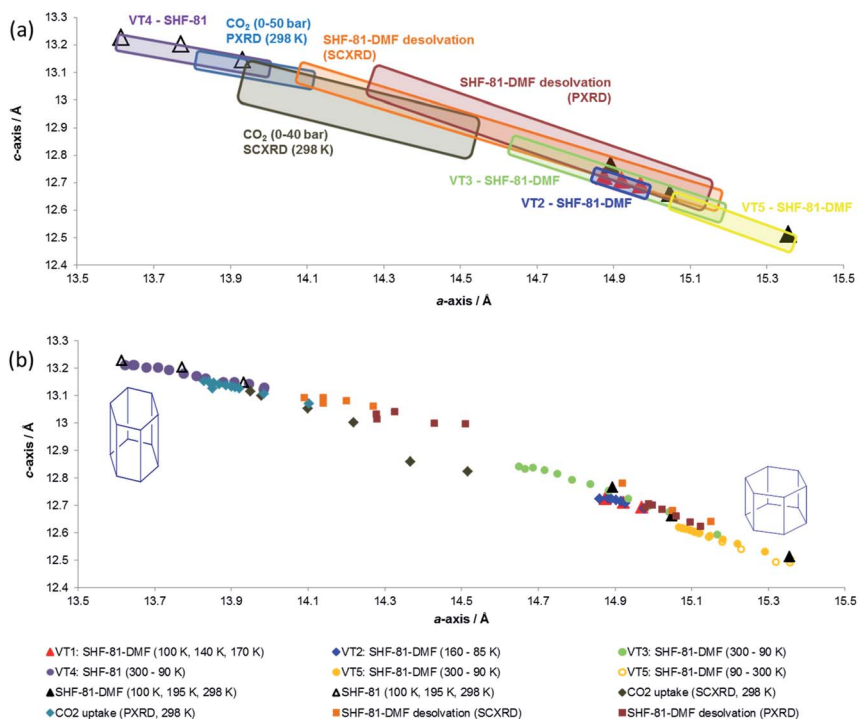 (a)
VT4 - SHF-81
CO₂ (0-50 bar)
PXRD (298 K)
SHF-81-DMF desolvation
(SCXRD)
SHF-81-DMF desolvation
(PXRD)
CO₂ (0-40 bar)
SCXRD (298 K)
VT3 - SHF-81-DMF
VT2 - SHF-81-DMF
VT5 - SHF-81-DMF
c-axis / Å
13.3
13.2
13.1
13
12.9
12.8
12.7
12.6
12.5
12.4
13.5 13.7 13.9 14.1 14.3 14.5 14.7 14.9 15.1 15.3 15.5
a-axis / Å
(b)
c-axis / Å
13.3
13.2
13.1
13
12.9
12.8
12.7
12.6
12.5
12.4
13.5 13.7 13.9 14.1 14.3 14.5 14.7 14.9 15.1 15.3 15.5
a-axis / Å
VT1: SHF-81-DMF (100 K, 140 K, 170 K) VT2: SHF-81-DMF (160 - 85 K) VT3: SHF-81-DMF (300 - 90 K)
VT4: SHF-81 (300 - 90 K) VT5: SHF-81-DMF (300 - 90 K) VT5: SHF-81-DMF (90 - 300 K)
SHF-81-DMF (100 K, 195 K, 298 K) SHF-81 (100 K, 195 K, 298 K) CO2 uptake (SCXRD, 298 K)
CO2 uptake (PXRD, 298 K) SHF-81-DMF desolvation (SCXRD) SHF-81-DMF desolvation (PXRD)